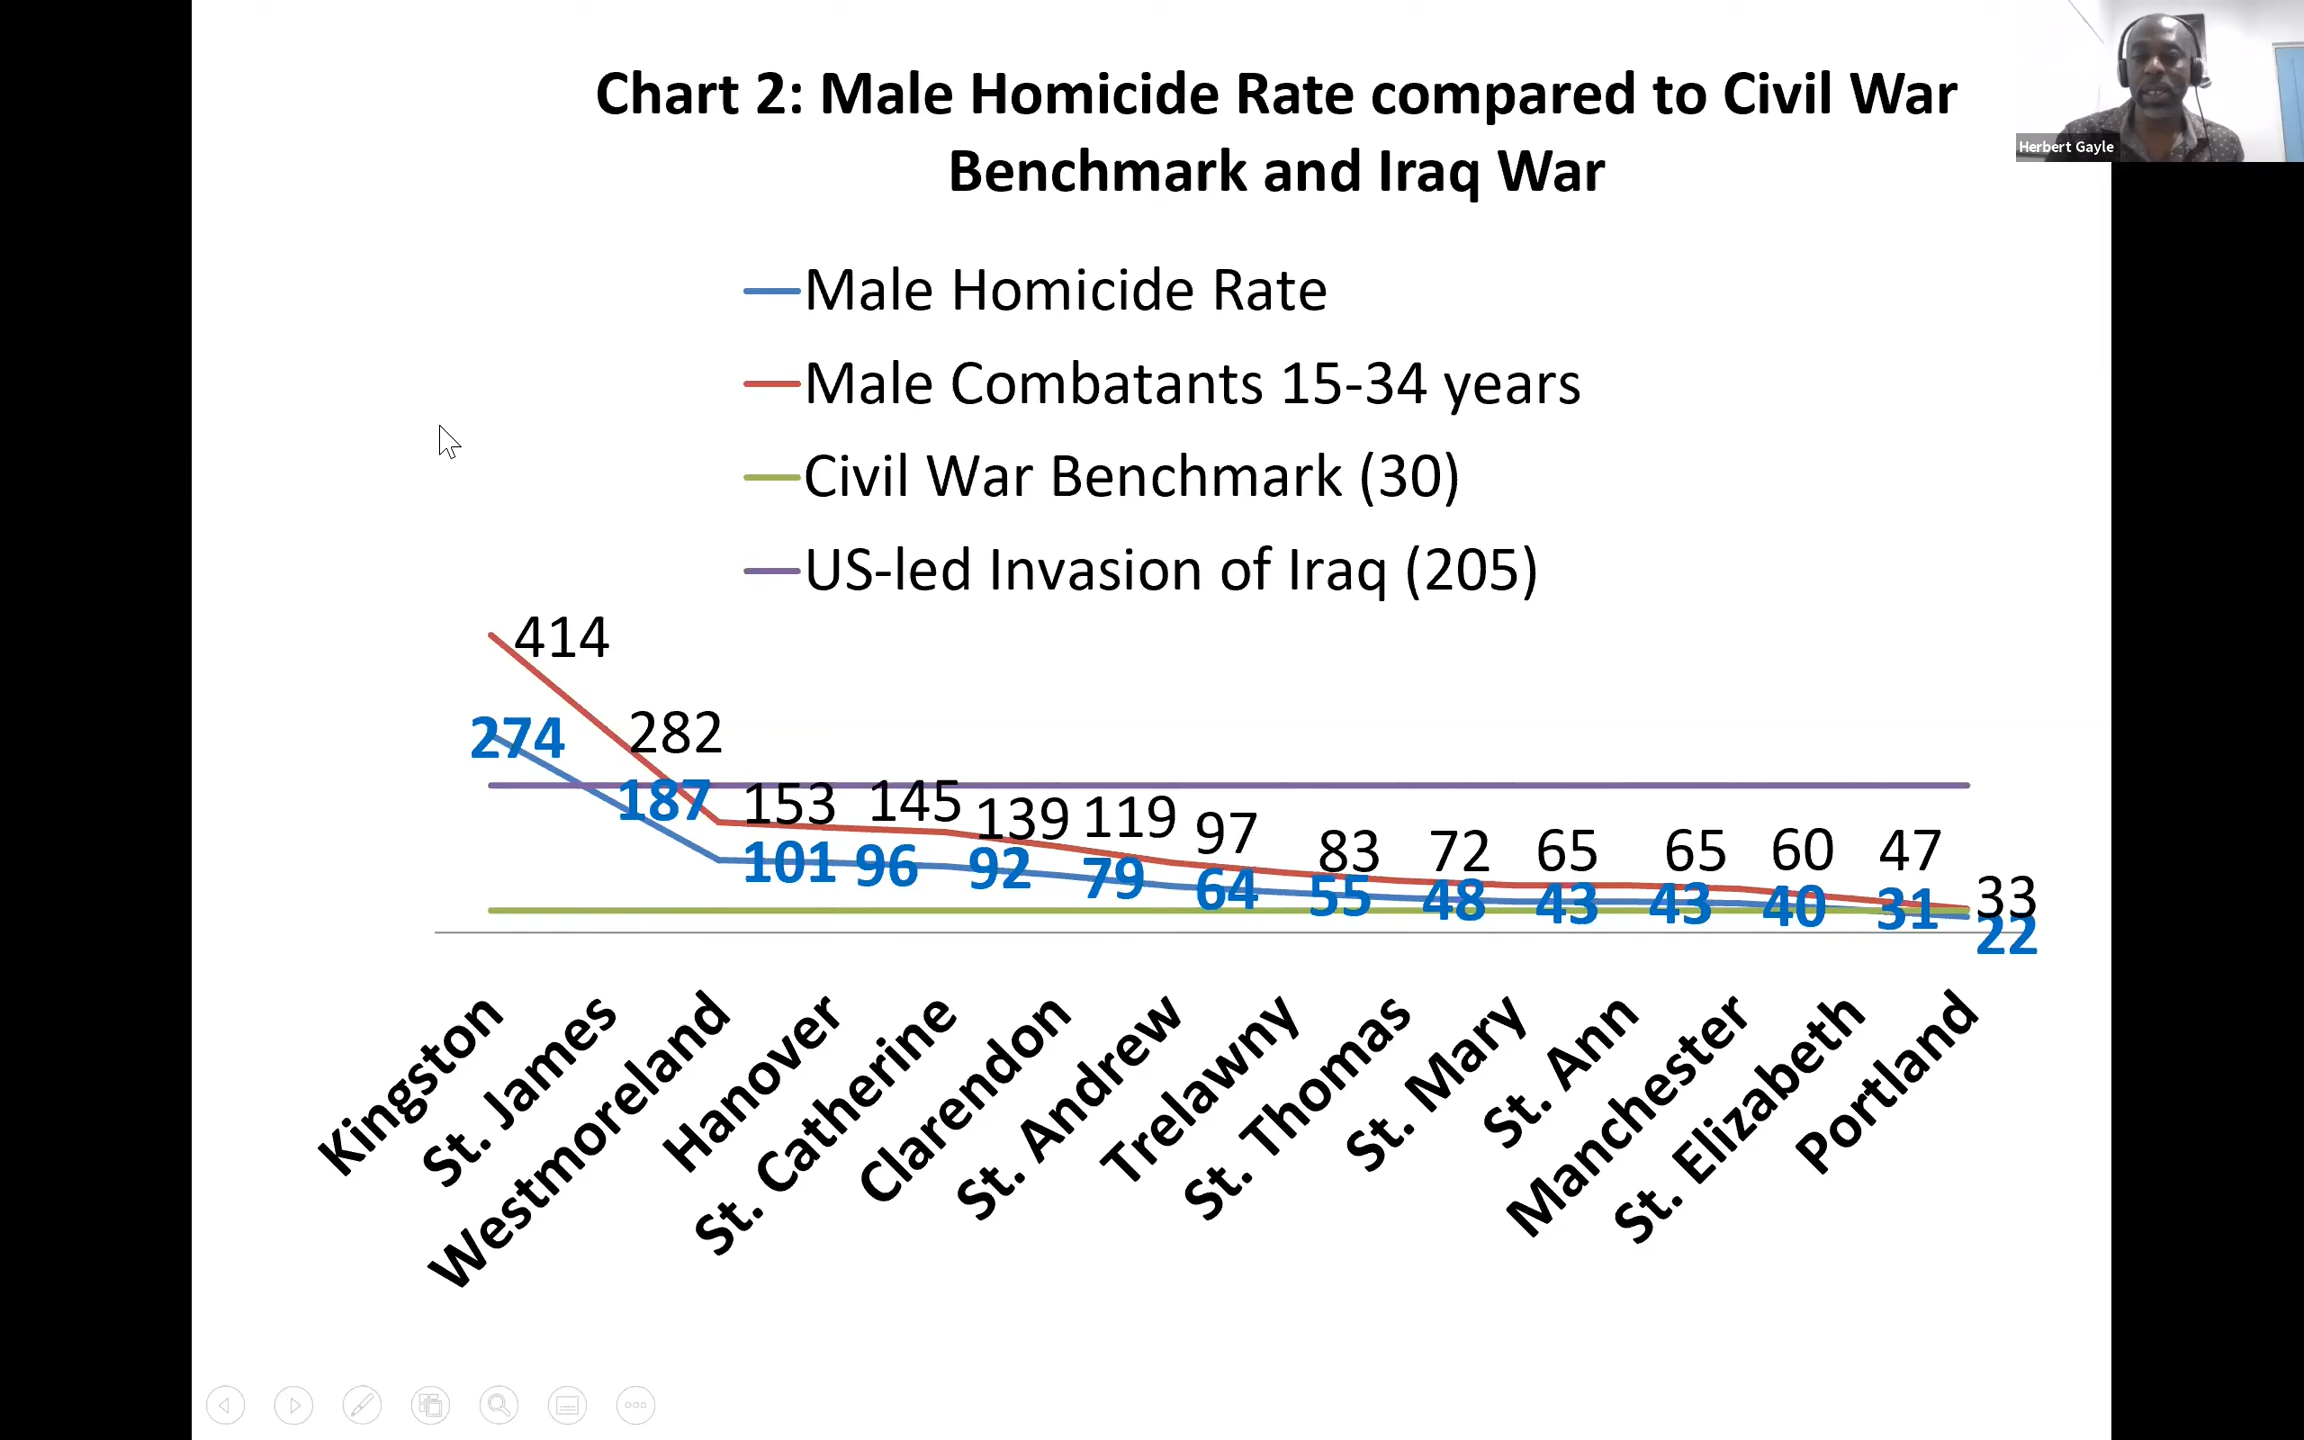 Chart 2: Male Homicide Rate compared to Civil War
Benchmark and Iraq War
Herbert Gayle
Male Homicide Rate
Male Combatants 15-34 years
Civil War Benchmark (30)
US-led Invasion of Iraq (205)
414
282
153
145
139
119
97
83
72
65
65
60
47
33
274
187
101
96
92
79
64
55
48
43
43
40
31
22
Kingston
St. James
Westmoreland
Hanover
St. Catherine
Clarendon
St. Andrew
Trelawny
St. Thomas
St. Mary
St. Ann
Manchester
St. Elizabeth
Portland